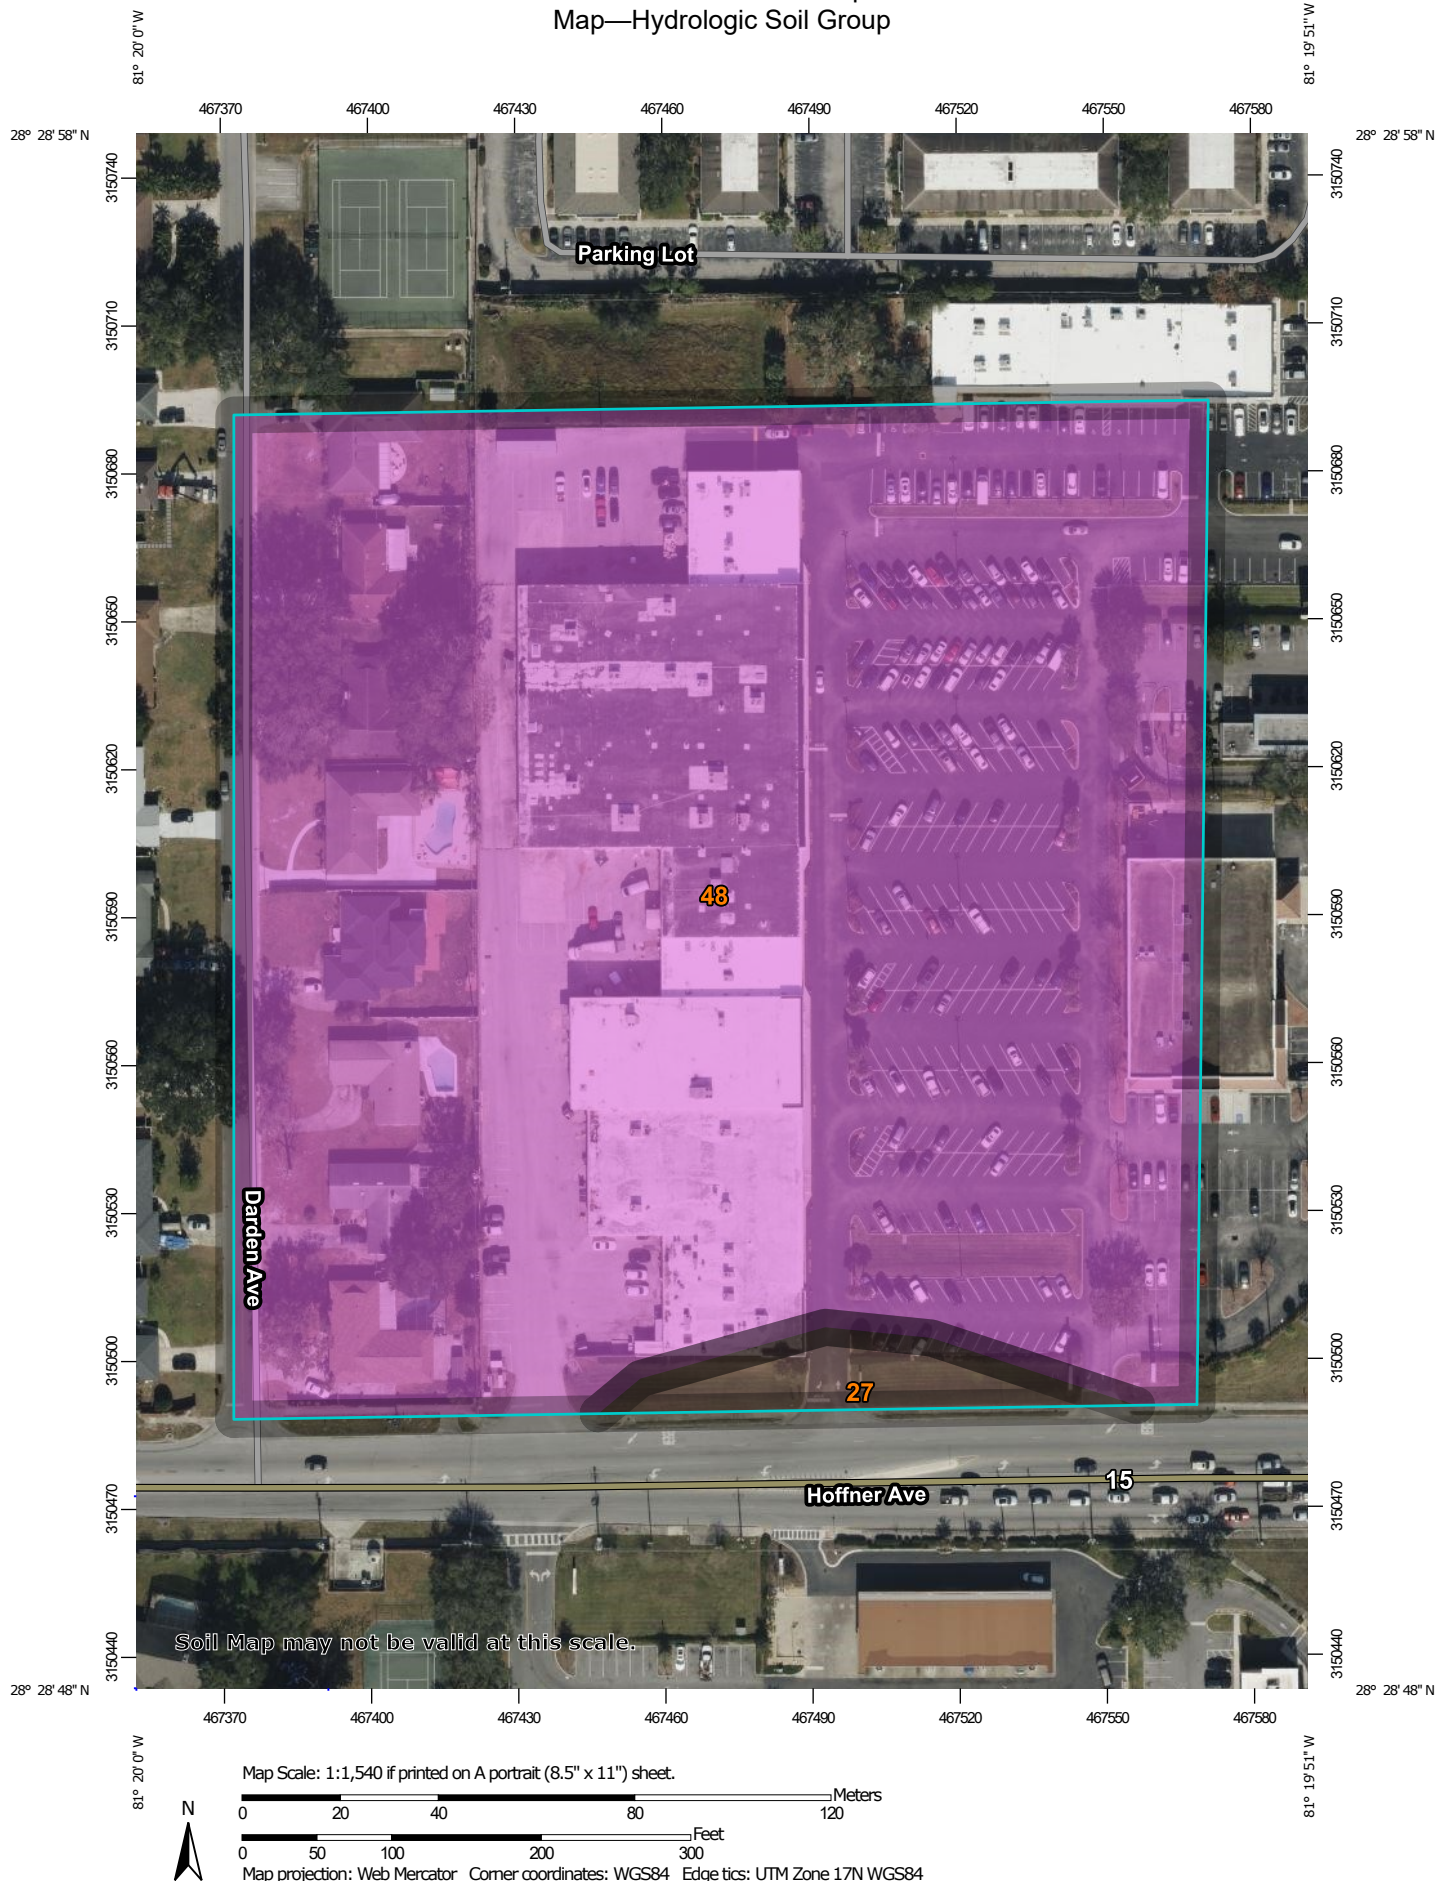 Map—Hydrologic Soil Group
81° 20' 0" W
81° 19' 51" W
467370 467400 467430 467460 467490 467520 467550 467580
28° 28' 58" N
28° 28' 58" N
3150740
3150740
Parking Lot
3150710
3150710
3150680
3150680
3150650
3150650
3150620
3150620
48
3150590
3150590
3150560
3150560
Darden Ave
3150530
3150530
3150500
3150500
27
15
Hoffner Ave
3150470
3150470
Soil Map may not be valid at this scale.
3150440
3150440
28° 28' 48" N
28° 28' 48" N
467370 467400 467430 467460 467490 467520 467550 467580
81° 20' 0" W
81° 19' 51" W
Map Scale: 1:1,540 if printed on A portrait (8.5" x 11") sheet.
N
Meters
0 20 40 80 120
Feet
0 50 100 200 300
Map projection: Web Mercator Corner coordinates: WGS84 Edge tics: UTM Zone 17N WGS84